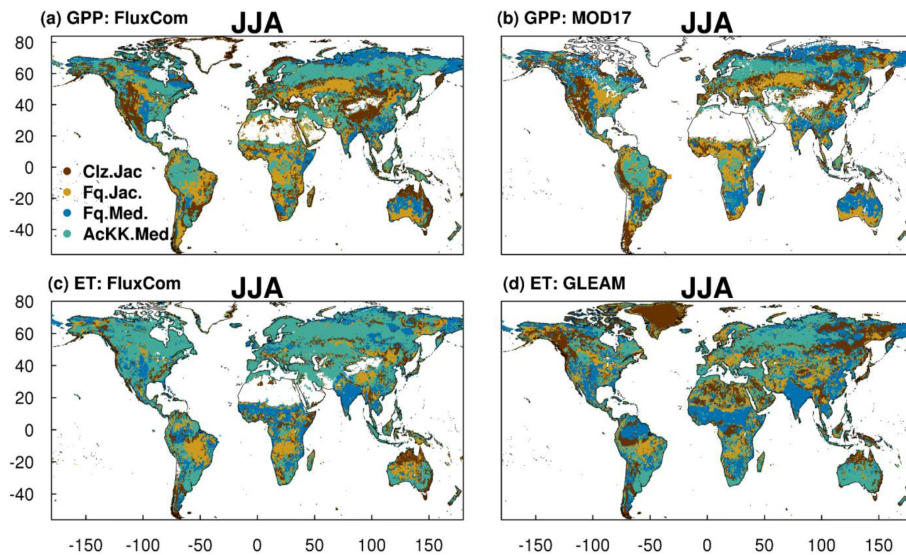 (a) GPP: FluxCom JJA
(b) GPP: MOD17 JJA
80
60
40
20
0
-20
-40
Clz.Jac
Fq.Jac.
Fq.Med.
AcKK.Med
(c) ET: FluxCom JJA
(d) ET: GLEAM JJA
80
60
40
20
0
-20
-40
-150 -100 -50 0 50 100 150
-150 -100 -50 0 50 100 150